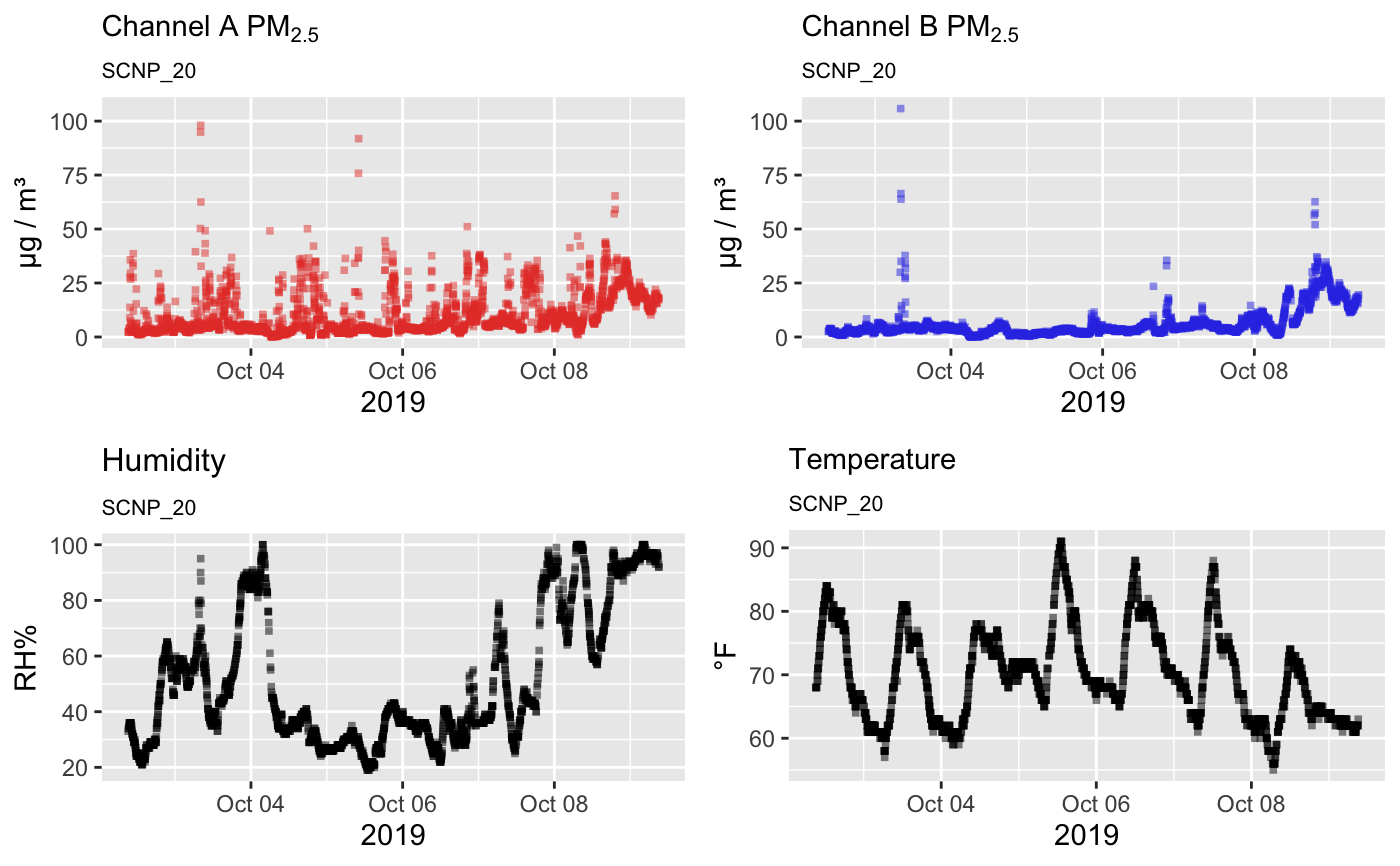 Channel A PM2.5
SCNP_20
100
75
50
25
0
µg / m³
Oct 04 Oct 06 Oct 08
2019
Channel B PM2.5
SCNP_20
100
75
50
25
0
µg / m³
Oct 04 Oct 06 Oct 08
2019
Humidity
SCNP_20
100
80
60
40
20
RH%
Oct 04 Oct 06 Oct 08
2019
Temperature
SCNP_20
90
80
70
60
°F
Oct 04 Oct 06 Oct 08
2019